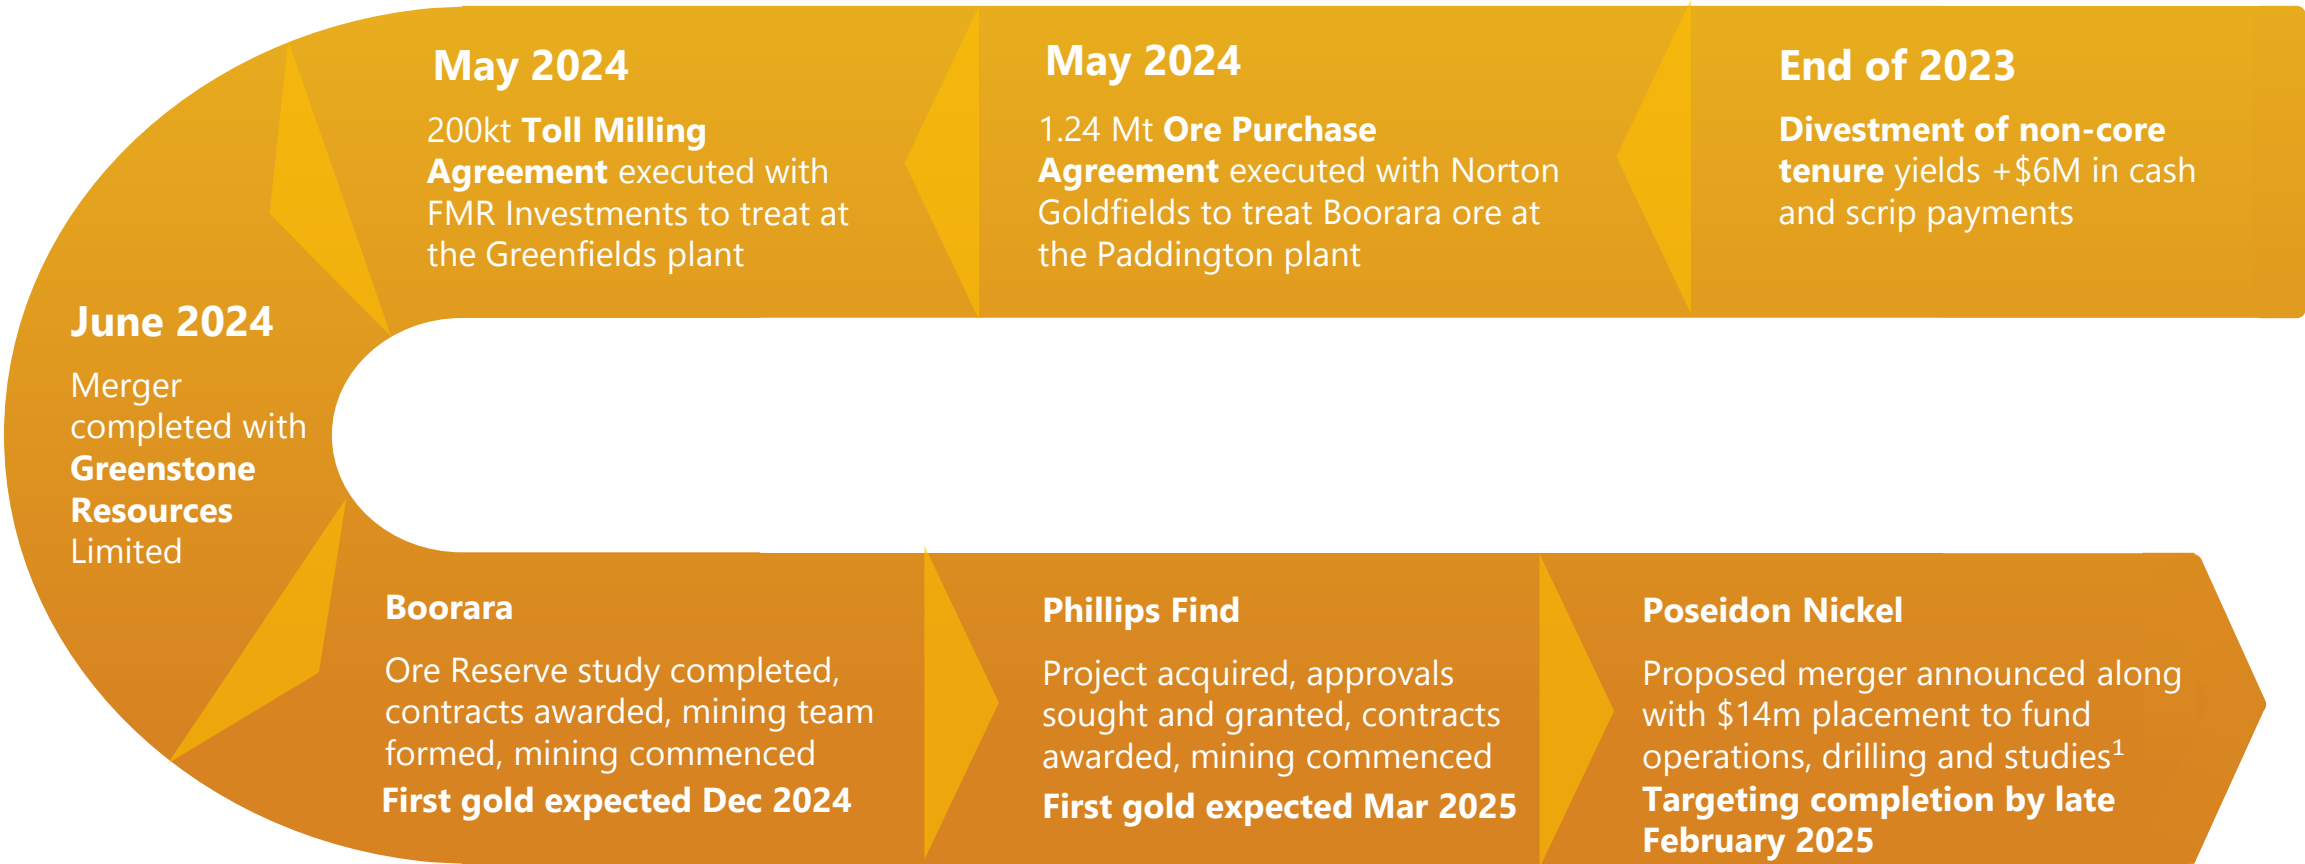 End of 2023
Divestment of non-core
tenure yields +$6M in cash
and scrip payments
May 2024
1.24 Mt Ore Purchase
Agreement executed with Norton
Goldfields to treat Boorara ore at
the Paddington plant
May 2024
200kt Toll Milling
Agreement executed with
FMR Investments to treat at
the Greenfields plant
June 2024
Merger
completed with
Greenstone
Resources
Limited
Boorara
Ore Reserve study completed,
contracts awarded, mining team
formed, mining commenced
First gold expected Dec 2024
Phillips Find
Project acquired, approvals
sought and granted, contracts
awarded, mining commenced
First gold expected Mar 2025
Poseidon Nickel
Proposed merger announced along
with $14m placement to fund
operations, drilling and studies¹
Targeting completion by late
February 2025